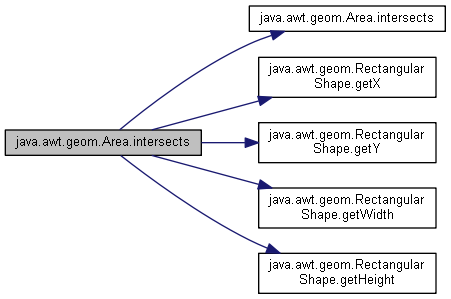 java.awt.geom.Area.intersects
java.awt.geom.Area.intersects
java.awt.geom.Rectangular
Shape.getX
java.awt.geom.Rectangular
Shape.getY
java.awt.geom.Rectangular
Shape.getWidth
java.awt.geom.Rectangular
Shape.getHeight